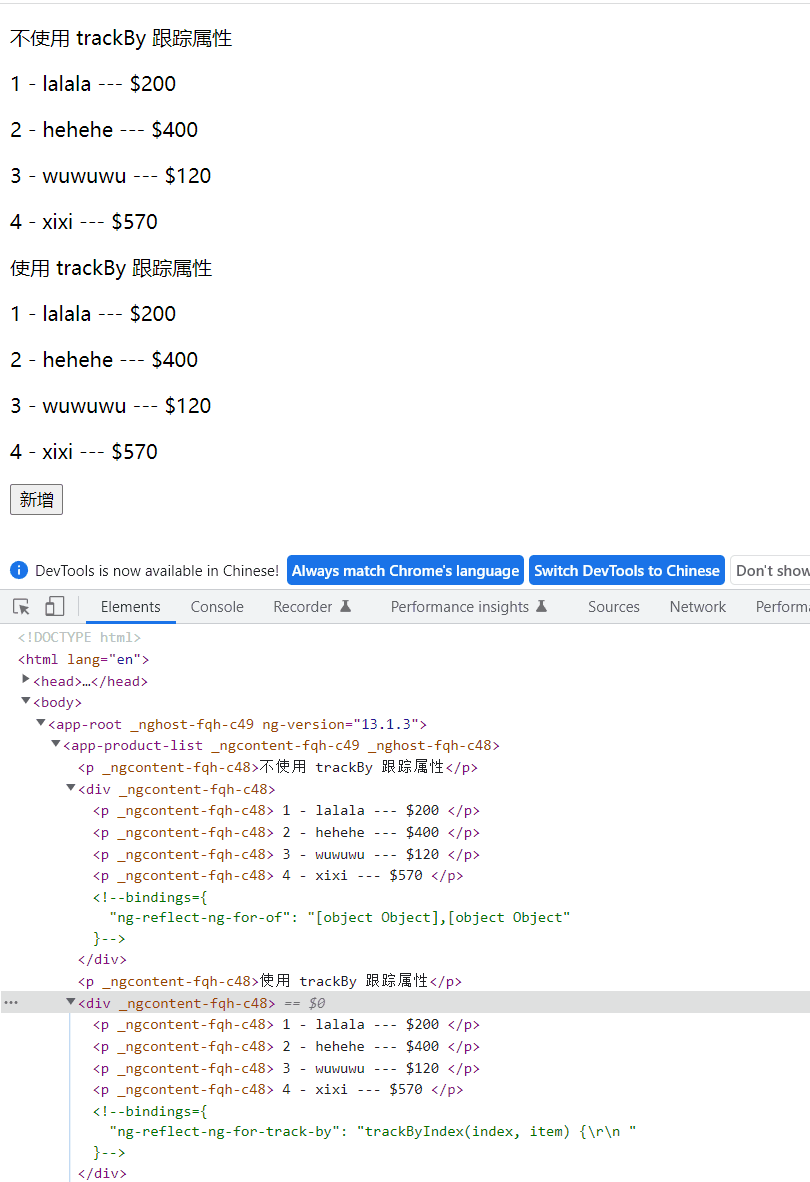 不使用 trackBy 跟踪属性
1 - lalala --- $200
2 - hehehe --- $400
3 - wuwuwu --- $120
4 - xixi --- $570
使用 trackBy 跟踪属性
1 - lalala --- $200
2 - hehehe --- $400
3 - wuwuwu --- $120
4 - xixi --- $570
新增
DevTools is now available in Chinese! Always match Chrome's language Switch DevTools to Chinese Don't show
Elements Console Recorder Performance insights Sources Network Performa
<!DOCTYPE html>
<html lang="en">
<head>…</head>
<body>
<app-root _nghost-fqh-c49 ng-version="13.1.3">
<app-product-list _ngcontent-fqh-c49 _nghost-fqh-c48>
<p _ngcontent-fqh-c48>不使用 trackBy 跟踪属性</p>
<div _ngcontent-fqh-c48>
<p _ngcontent-fqh-c48> 1 - lalala --- $200 </p>
<p _ngcontent-fqh-c48> 2 - hehehe --- $400 </p>
<p _ngcontent-fqh-c48> 3 - wuwuwu --- $120 </p>
<p _ngcontent-fqh-c48> 4 - xixi --- $570 </p>
<!--bindings={
"ng-reflect-ng-for-of": "[object Object],[object Object"
}-->
</div>
<p _ngcontent-fqh-c48>使用 trackBy 跟踪属性</p>
… <div _ngcontent-fqh-c48> == $0
<p _ngcontent-fqh-c48> 1 - lalala --- $200 </p>
<p _ngcontent-fqh-c48> 2 - hehehe --- $400 </p>
<p _ngcontent-fqh-c48> 3 - wuwuwu --- $120 </p>
<p _ngcontent-fqh-c48> 4 - xixi --- $570 </p>
<!--bindings={
"ng-reflect-ng-for-track-by": "trackByIndex(index, item) {\r\n "
}-->
</div>